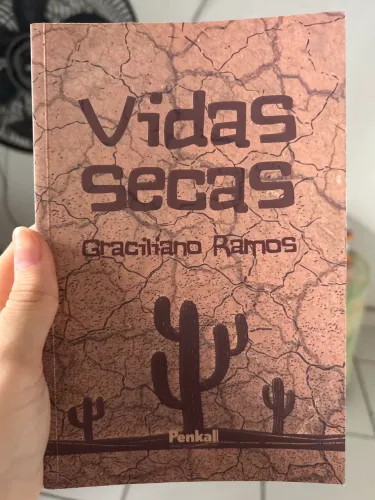 Vidas
secas
Graciliano Ramos
Penkal